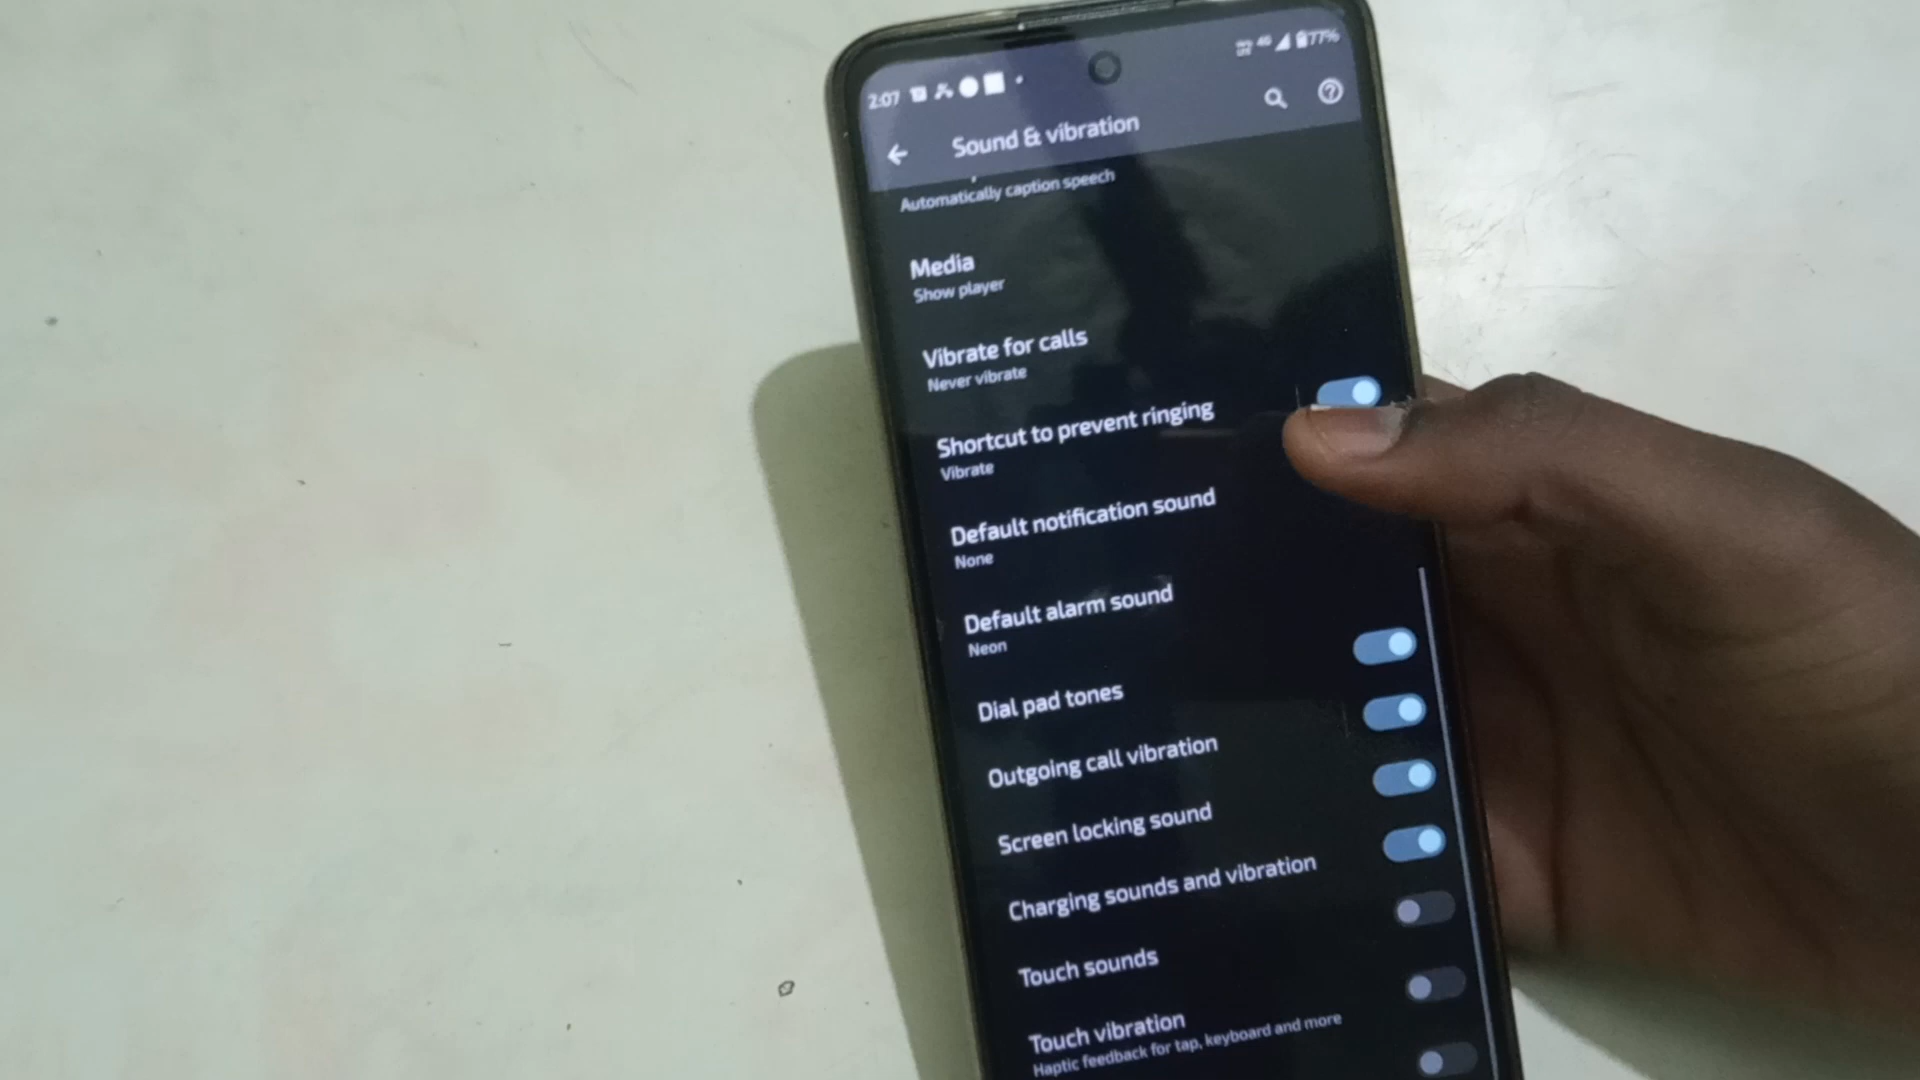 2:07
4G 77%
Sound & vibration
Automatically caption speech
Media
Show player
Vibrate for calls
Never vibrate
Shortcut to prevent ringing
Vibrate
Default notification sound
None
Default alarm sound
Neon
Dial pad tones
Outgoing call vibration
Screen locking sound
Charging sounds and vibration
Touch sounds
Touch vibration
Haptic feedback for tap, keyboard and more